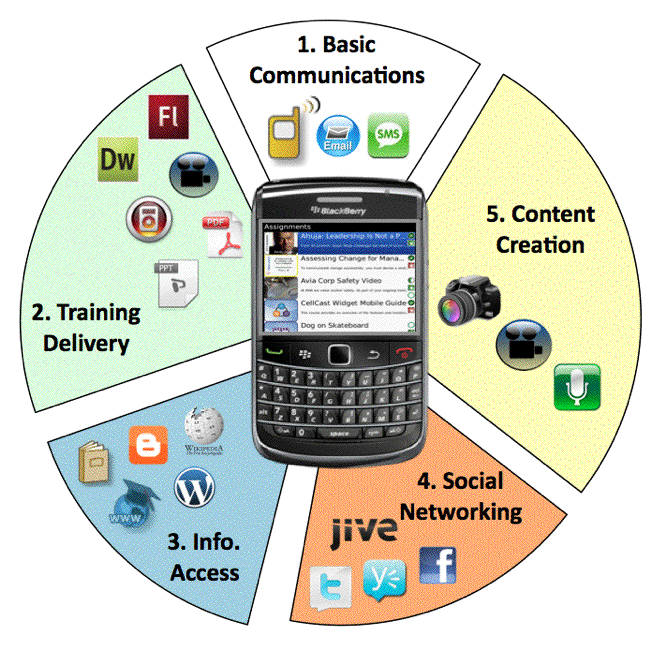 1. Basic
Communications
Email
SMS
Fl
Dw
PDF
PPT
2. Training
Delivery
BlackBerry
Assignments
Ahuja: Leadership Is Not a P...
Assessing Change for Mana...
Avia Corp Safety Video
CellCast Widget Mobile Guide
Dog on Skateboard
5. Content
Creation
WIKIPEDIA
WWW
3. Info.
Access
4. Social
Networking
jive